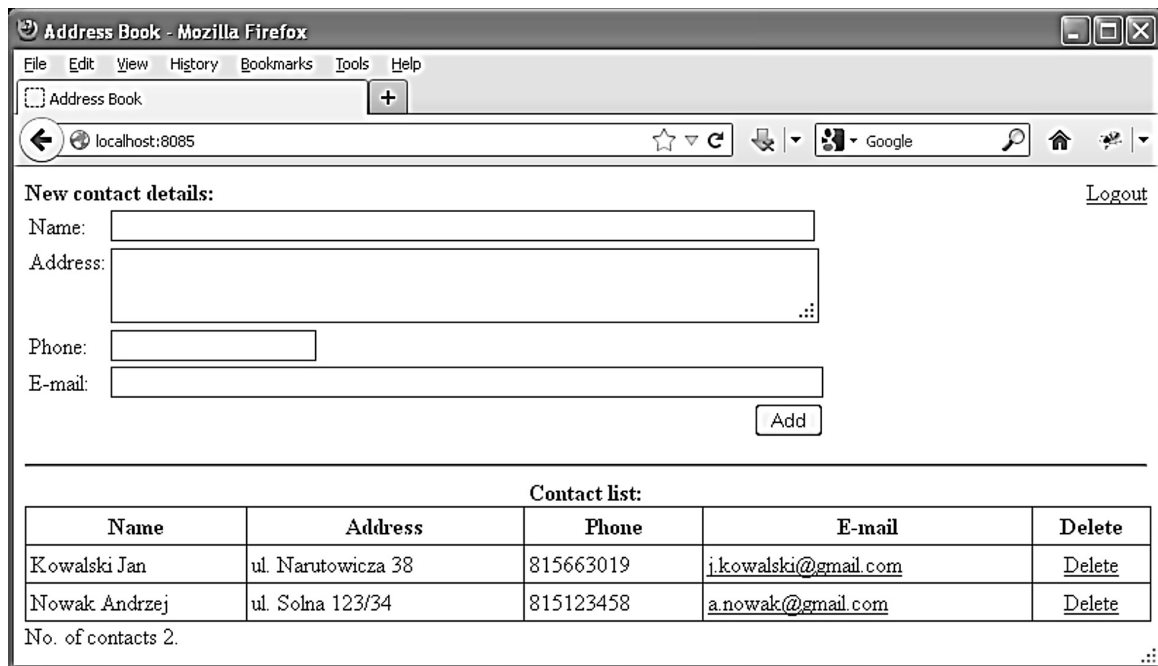 Address Book - Mozilla Firefox
File Edit View History Bookmarks Tools Help
Address Book +
localhost:8085 Google
New contact details: Logout
Name:
Address:
Phone:
E-mail:
Add
Contact list:
Name Address Phone E-mail Delete
Kowalski Jan ul. Narutowicza 38 815663019 j.kowalski@gmail.com Delete
Nowak Andrzej ul. Solna 123/34 815123458 a.nowak@gmail.com Delete
No. of contacts 2.